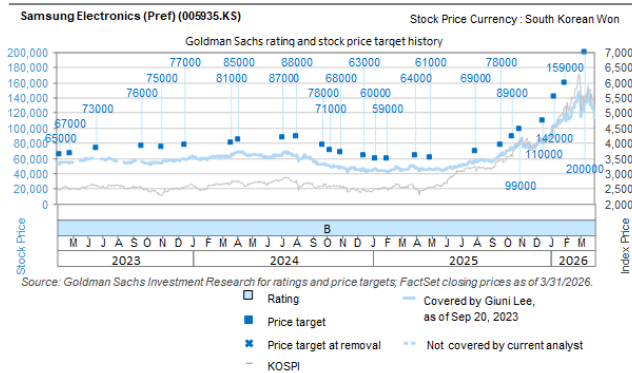 Samsung Electronics (Pref) (005935.KS)
Stock Price Currency : South Korean Won
Goldman Sachs rating and stock price target history
200,000 77000 85000 88000 63000 61000 78000 159000 7,000
180,000 75000 81000 87000 68000 64000 69000 6,500
160,000 76000 78000 60000 89000 6,000
140,000 73000 71000 59000 5,500
120,000 67000 5,000
100,000 65000 142000 4,500
80,000 110000 4,000
60,000 3,500
40,000 99000 200000 3,000
20,000 2,500
0 2,000
Stock Price
Index Price
B
M J J A S O N D J F M A M J J A S O N D J F M A M J J A S O N D J F M
2023 2024 2025 2026
Source: Goldman Sachs Investment Research for ratings and price targets; FactSet closing prices as of 3/31/2026.
Rating
Price target
Price target at removal
KOSPI
Covered by Giuni Lee,
as of Sep 20, 2023
Not covered by current analyst